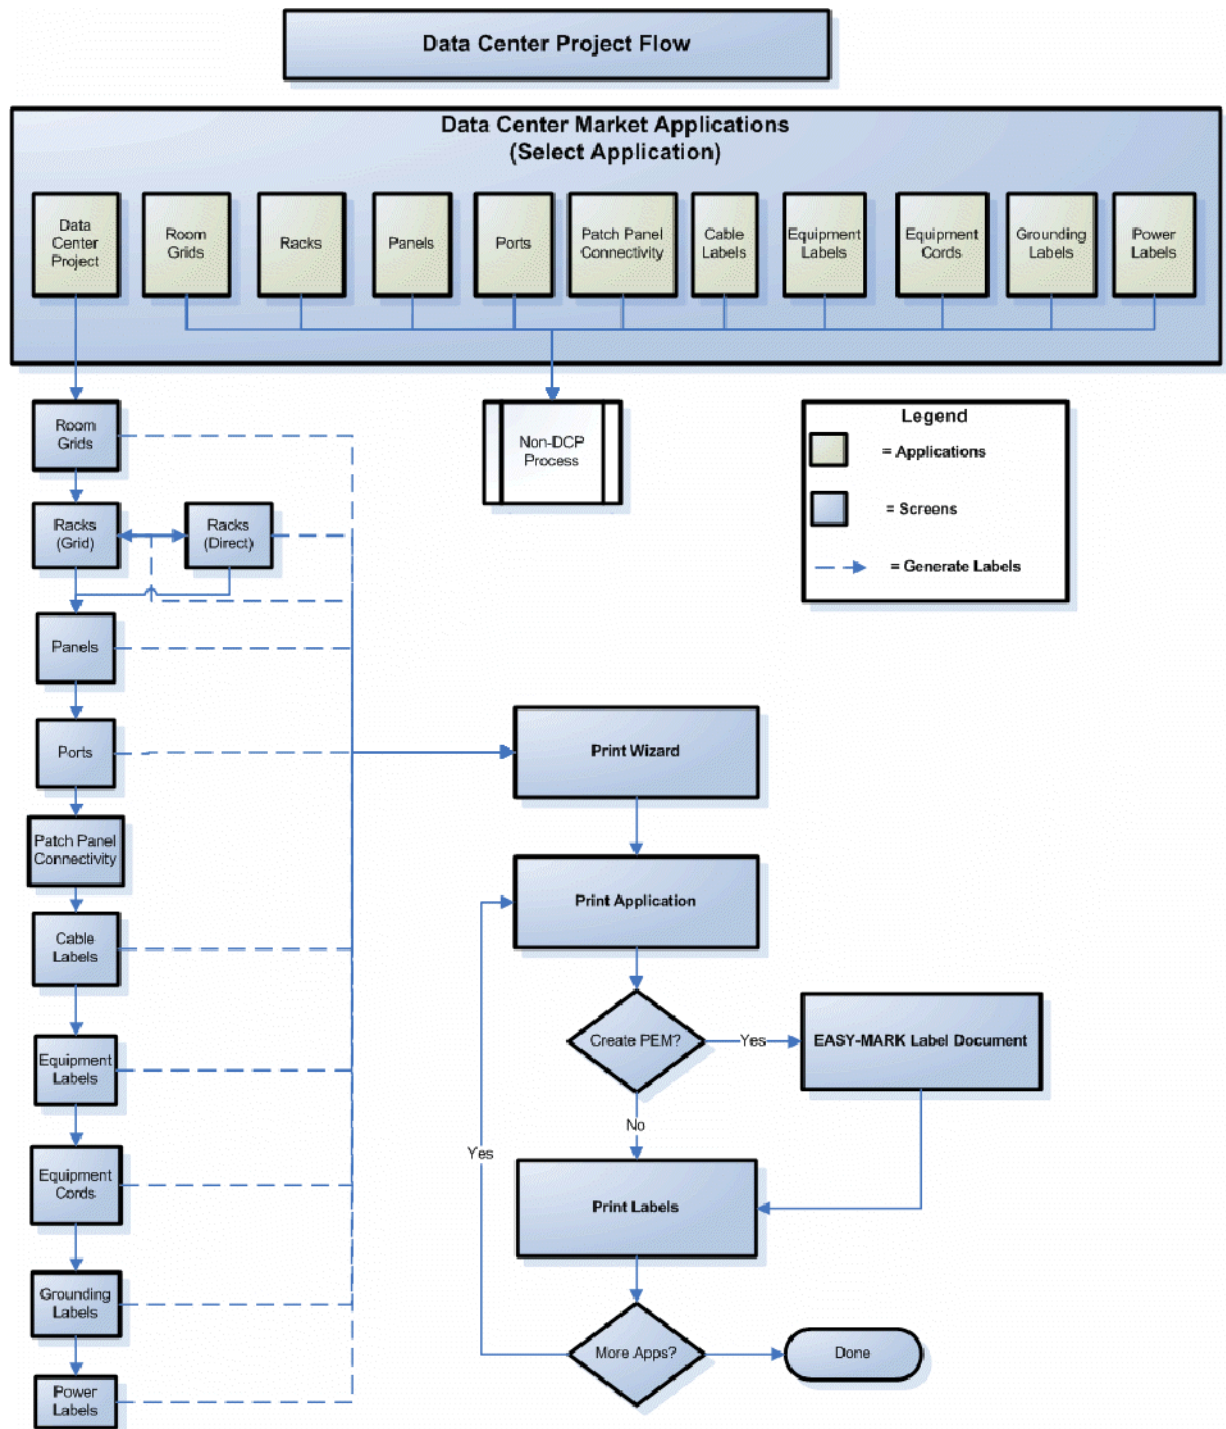 Data Center Project Flow
Data Center Market Applications
(Select Application)
Data
Center
Project
Room
Grids
Racks
Panels
Ports
Patch Panel
Connectivity
Cable
Labels
Equipment
Labels
Equipment
Cords
Grounding
Labels
Power
Labels
Room
Grids
Non-DCP
Process
Legend
= Applications
= Screens
= Generate Labels
Racks
(Grid)
Racks
(Direct)
Panels
Ports
Print Wizard
Patch Panel
Connectivity
Print Application
Cable
Labels
Create PEM?
Yes
EASY-MARK Label Document
Equipment
Labels
No
Yes
Equipment
Cords
Print Labels
Grounding
Labels
More Apps?
Done
Power
Labels